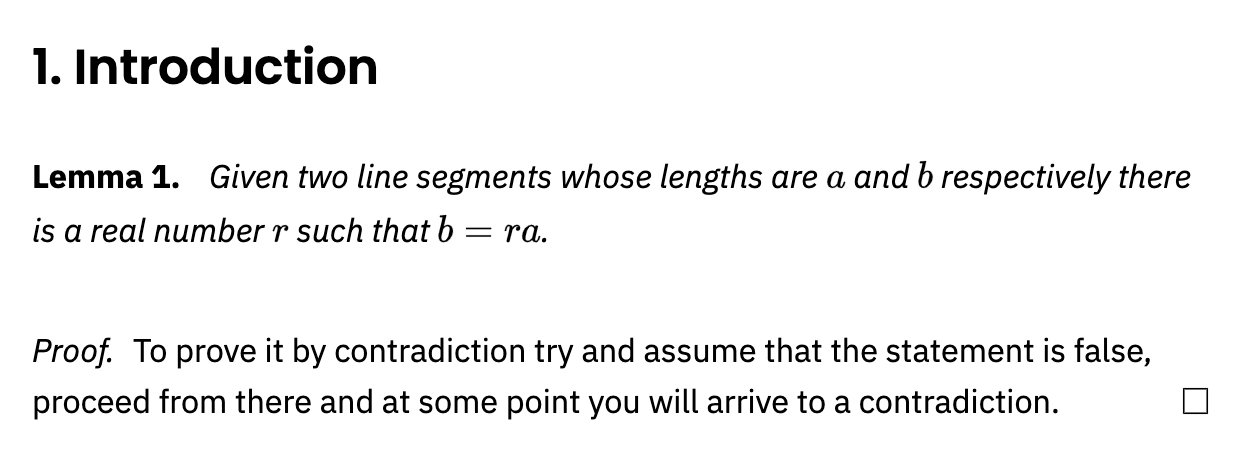 1. Introduction
Lemma 1. Given two line segments whose lengths are a and b respectively there
is a real number r such that b = ra.
Proof. To prove it by contradiction try and assume that the statement is false,
proceed from there and at some point you will arrive to a contradiction. □